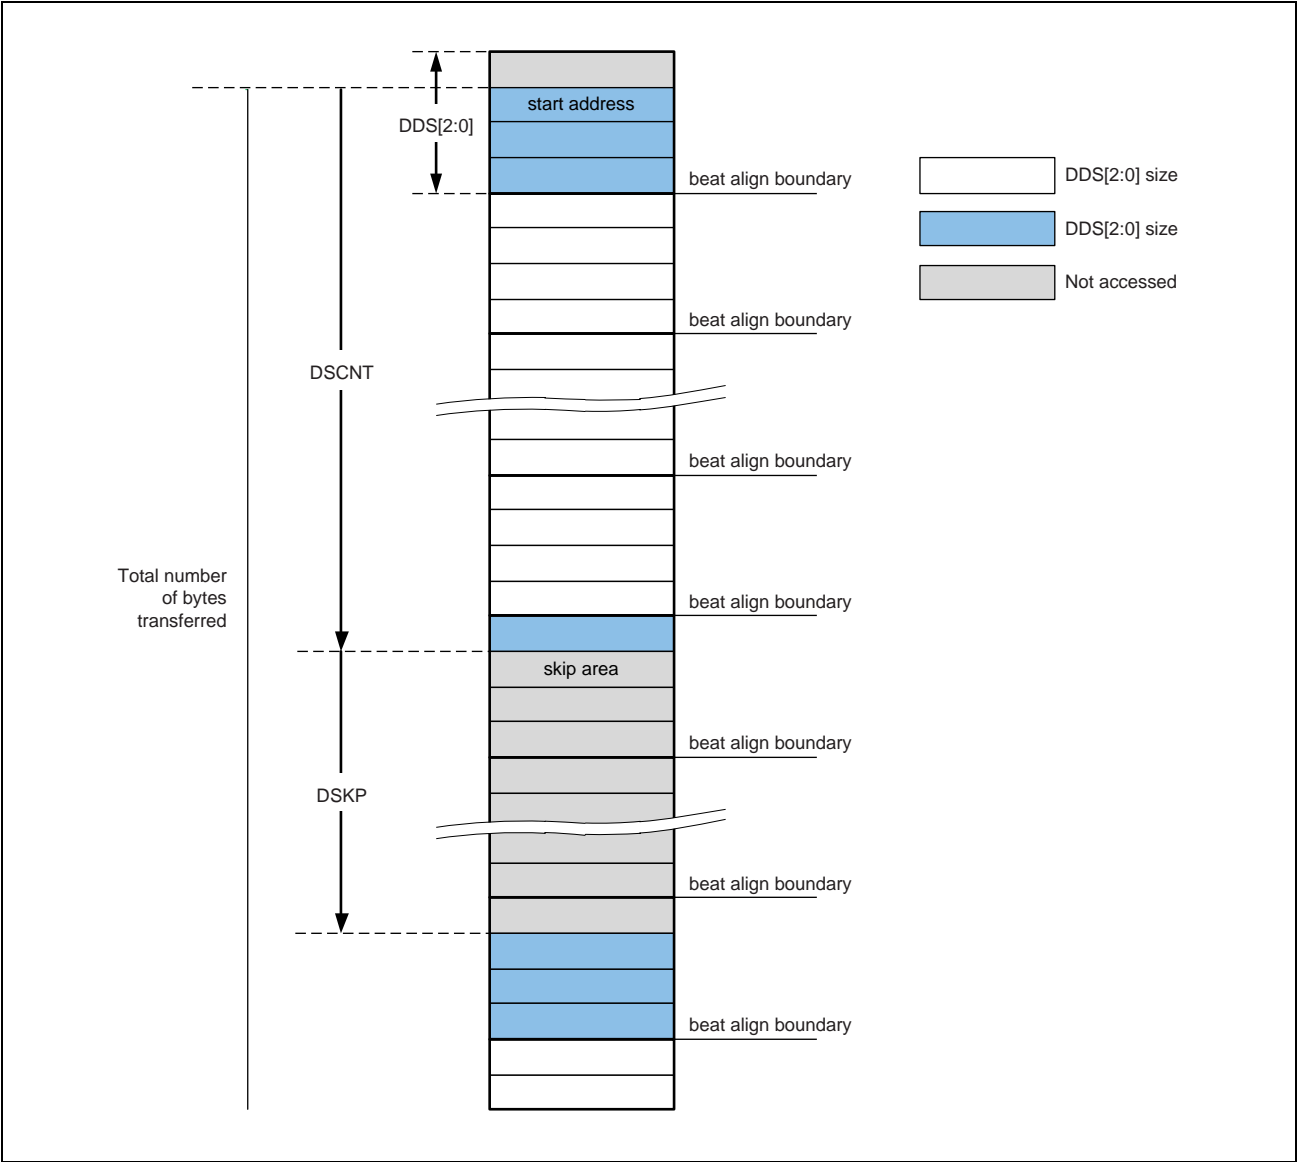 start address
DDS[2:0]
beat align boundary
DDS[2:0] size
DDS[2:0] size
Not accessed
beat align boundary
DSCNT
beat align boundary
Total number
of bytes
transferred
beat align boundary
skip area
beat align boundary
DSKP
beat align boundary
beat align boundary